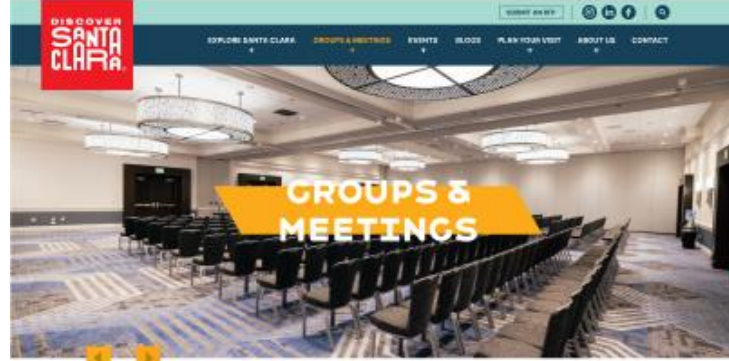 SUBMIT AN RFP
DISCOVER
SANTA
CLARA
EXPLORE SANTA CLARA
GROUPS & MEETINGS
EVENTS
BLOGS
PLAN YOUR VISIT
ABOUT US
CONTACT
GROUPS &
MEETINGS